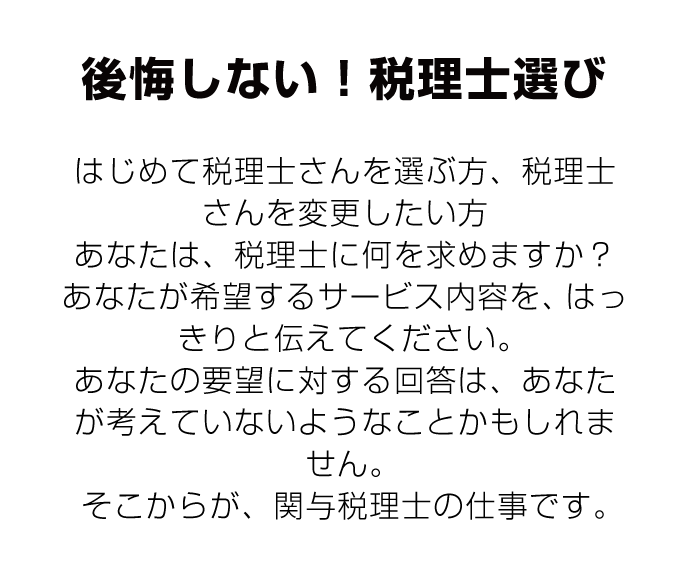 後悔しない！税理士選び
はじめて税理士さんを選ぶ方、税理士
さんを変更したい方
あなたは、税理士に何を求めますか？
あなたが希望するサービス内容を、はっ
きりと伝えてください。
あなたの要望に対する回答は、あなた
が考えていないようなことかもしれま
せん。
そこからが、関与税理士の仕事です。